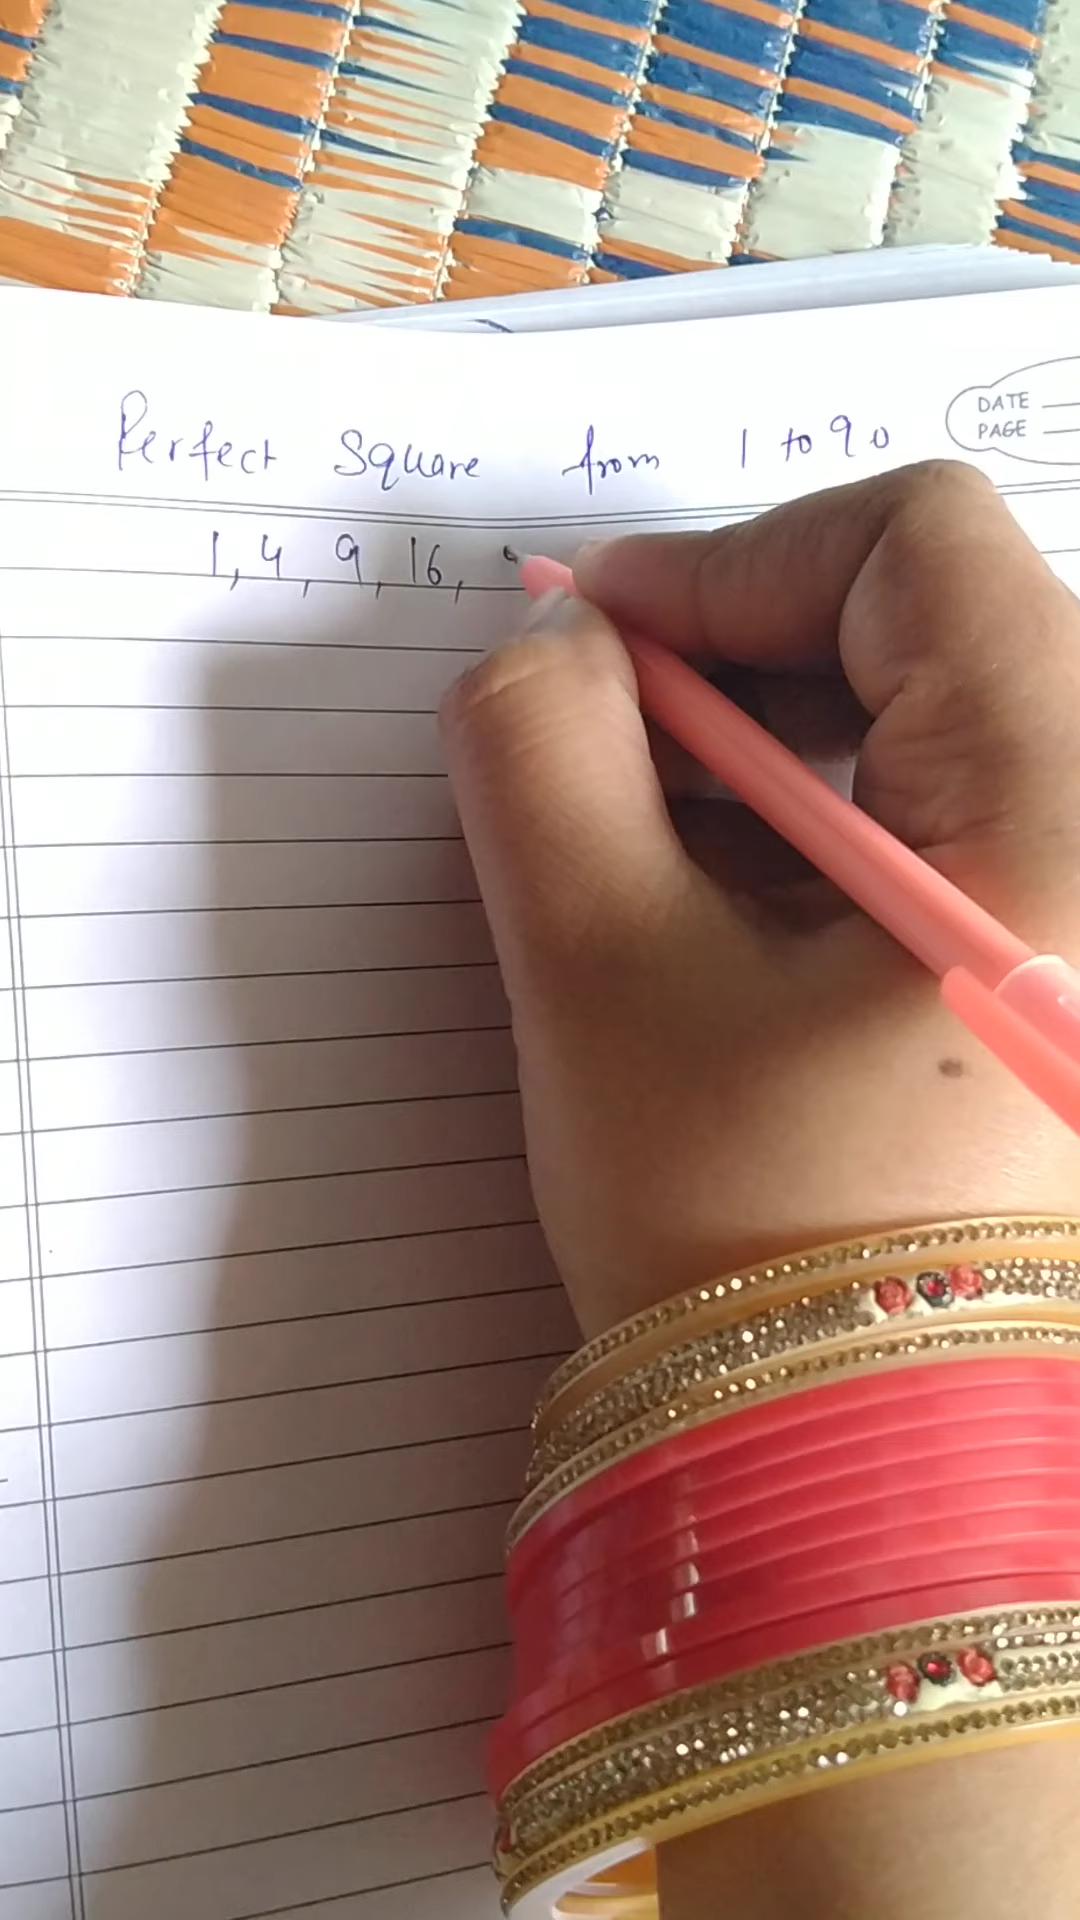 Perfect Square from 1 to 90
DATE
PAGE
1, 4, 9, 16,